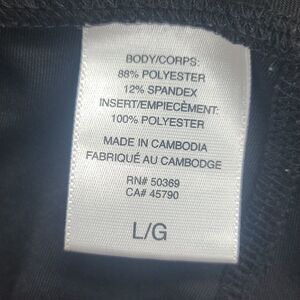 BODY/CORPS:
88% POLYESTER
12% SPANDEX
INSERT/EMPIECÈMENT:
100% POLYESTER
MADE IN CAMBODIA
FABRIQUÉ AU CAMBODGE
RN# 50369
CA# 45790
L/G